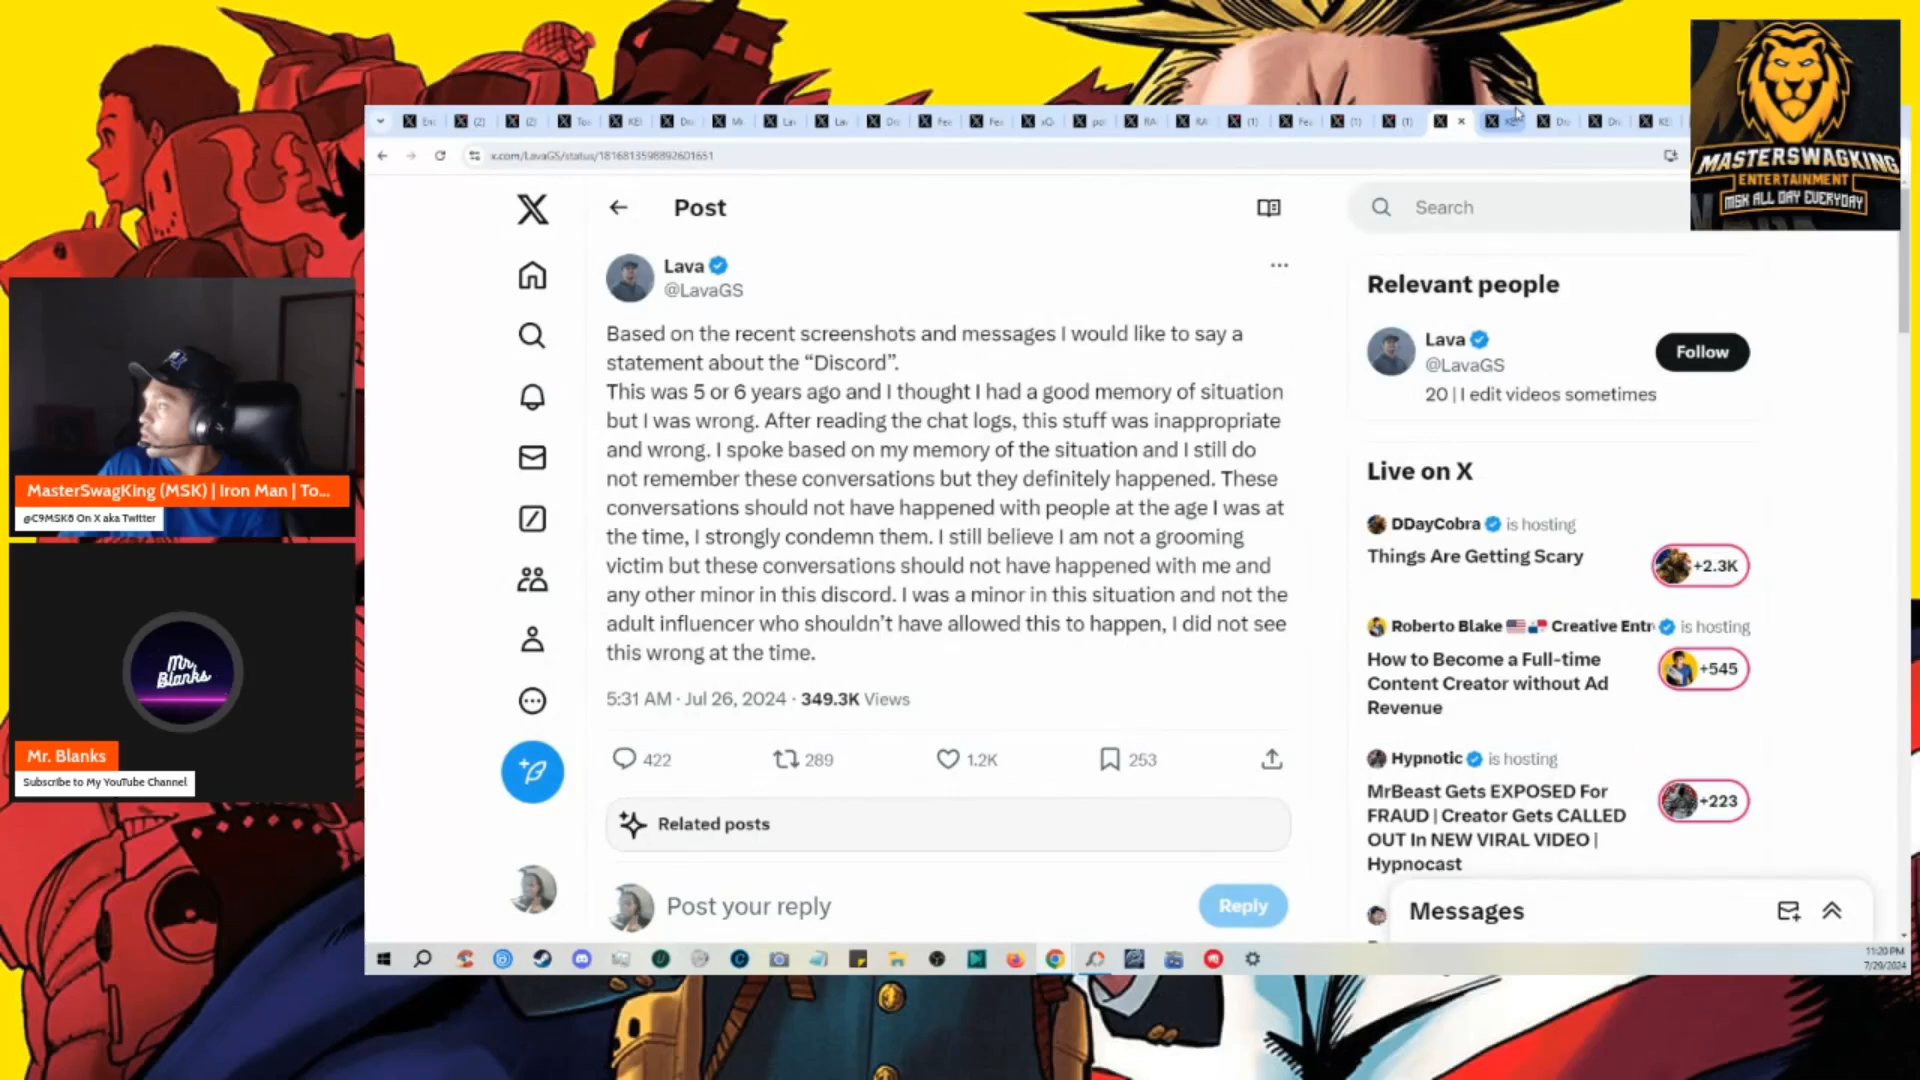 x.com/LavaGS/status/1816813598892601651
Post
Search
Lava
@LavaGS
Based on the recent screenshots and messages I would like to say a
statement about the “Discord”.
This was 5 or 6 years ago and I thought I had a good memory of situation
but I was wrong. After reading the chat logs, this stuff was inappropriate
and wrong. I spoke based on my memory of the situation and I still do
not remember these conversations but they definitely happened. These
conversations should not have happened with people at the age I was at
the time, I strongly condemn them. I still believe I am not a grooming
victim but these conversations should not have happened with me and
any other minor in this discord. I was a minor in this situation and not the
adult influencer who shouldn’t have allowed this to happen, I did not see
this wrong at the time.
5:31 AM · Jul 26, 2024 · 349.3K Views
422 289 1.2K 253
Related posts
Post your reply
Reply
Relevant people
Lava
@LavaGS
Follow
20 | I edit videos sometimes
Live on X
DDayCobra is hosting
Things Are Getting Scary
+2.3K
Roberto Blake Creative Entr is hosting
How to Become a Full-time
Content Creator without Ad
Revenue
+545
Hypnotic is hosting
MrBeast Gets EXPOSED For
FRAUD | Creator Gets CALLED
OUT In NEW VIRAL VIDEO |
Hypnocast
+223
Messages
11:20 PM
7/29/2024
MASTERSWAGKING
ENTERTAINMENT
MSK ALL DAY EVERYDAY
MasterSwagKing (MSK) | Iron Man | To...
@C9MSK8 On X aka Twitter
Mr. Blanks
Mr. Blanks
Subscribe to My YouTube Channel